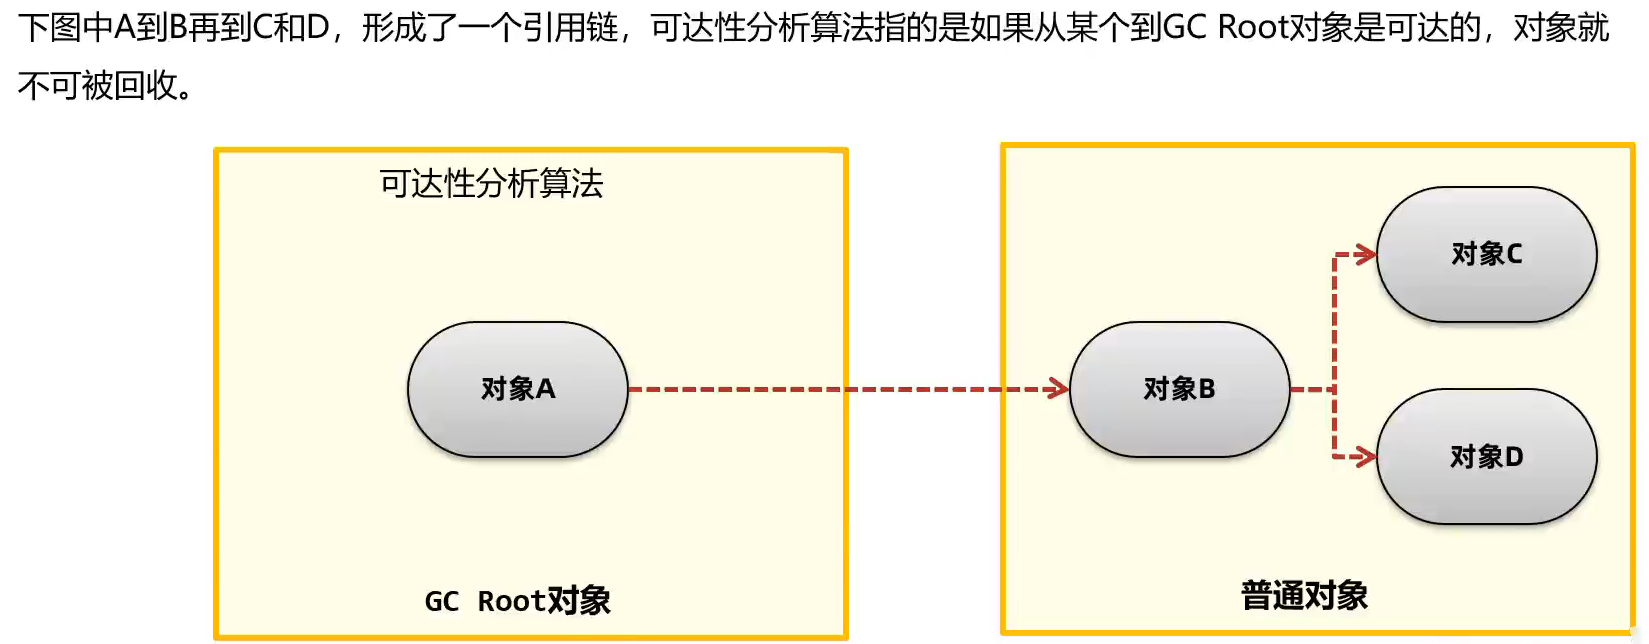 下图中A到B再到C和D，形成了一个引用链，可达性分析算法指的是如果从某个到GC Root对象是可达的，对象就
不可被回收。
可达性分析算法
对象A
GC Root对象
对象B
对象C
对象D
普通对象